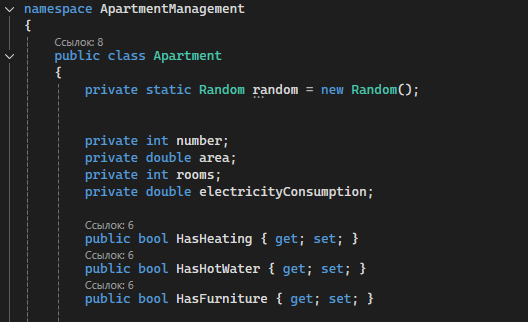 namespace ApartmentManagement
{
Ссылок: 8
public class Apartment
{
private static Random random = new Random();
private int number;
private double area;
private int rooms;
private double electricityConsumption;
Ссылок: 6
public bool HasHeating { get; set; }
Ссылок: 6
public bool HasHotWater { get; set; }
Ссылок: 6
public bool HasFurniture { get; set; }